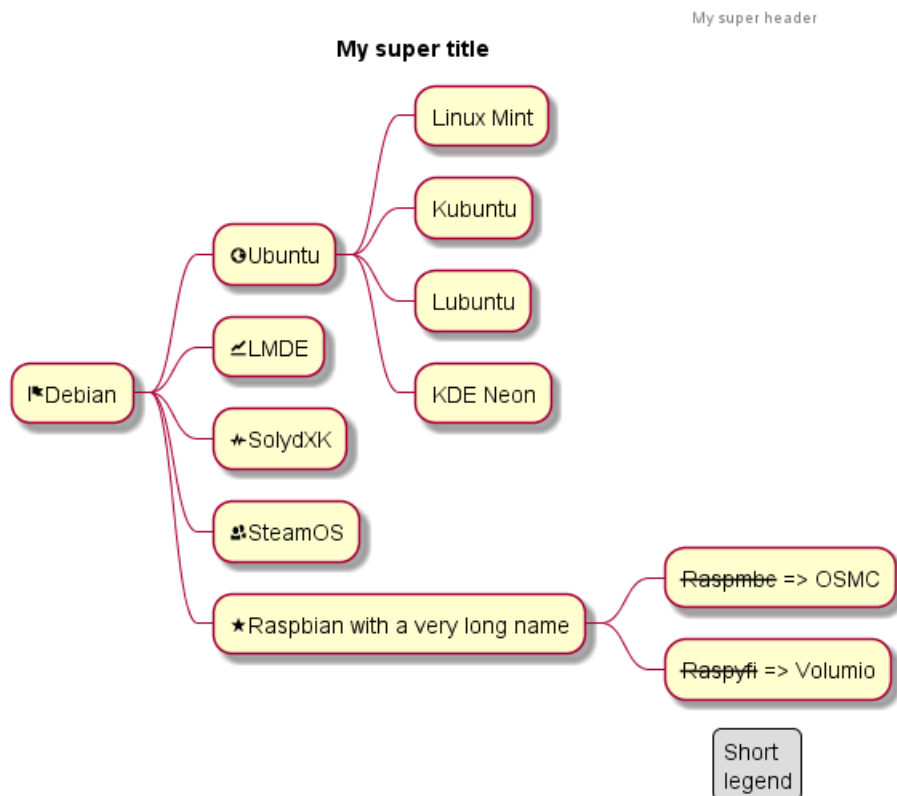 My super header
My super title
Linux Mint
Kubuntu
Ubuntu
Lubuntu
LMDE
Debian
KDE Neon
SolydXK
SteamOS
Raspmbc => OSMC
Raspbian with a very long name
Raspyfi => Volumio
Short
legend